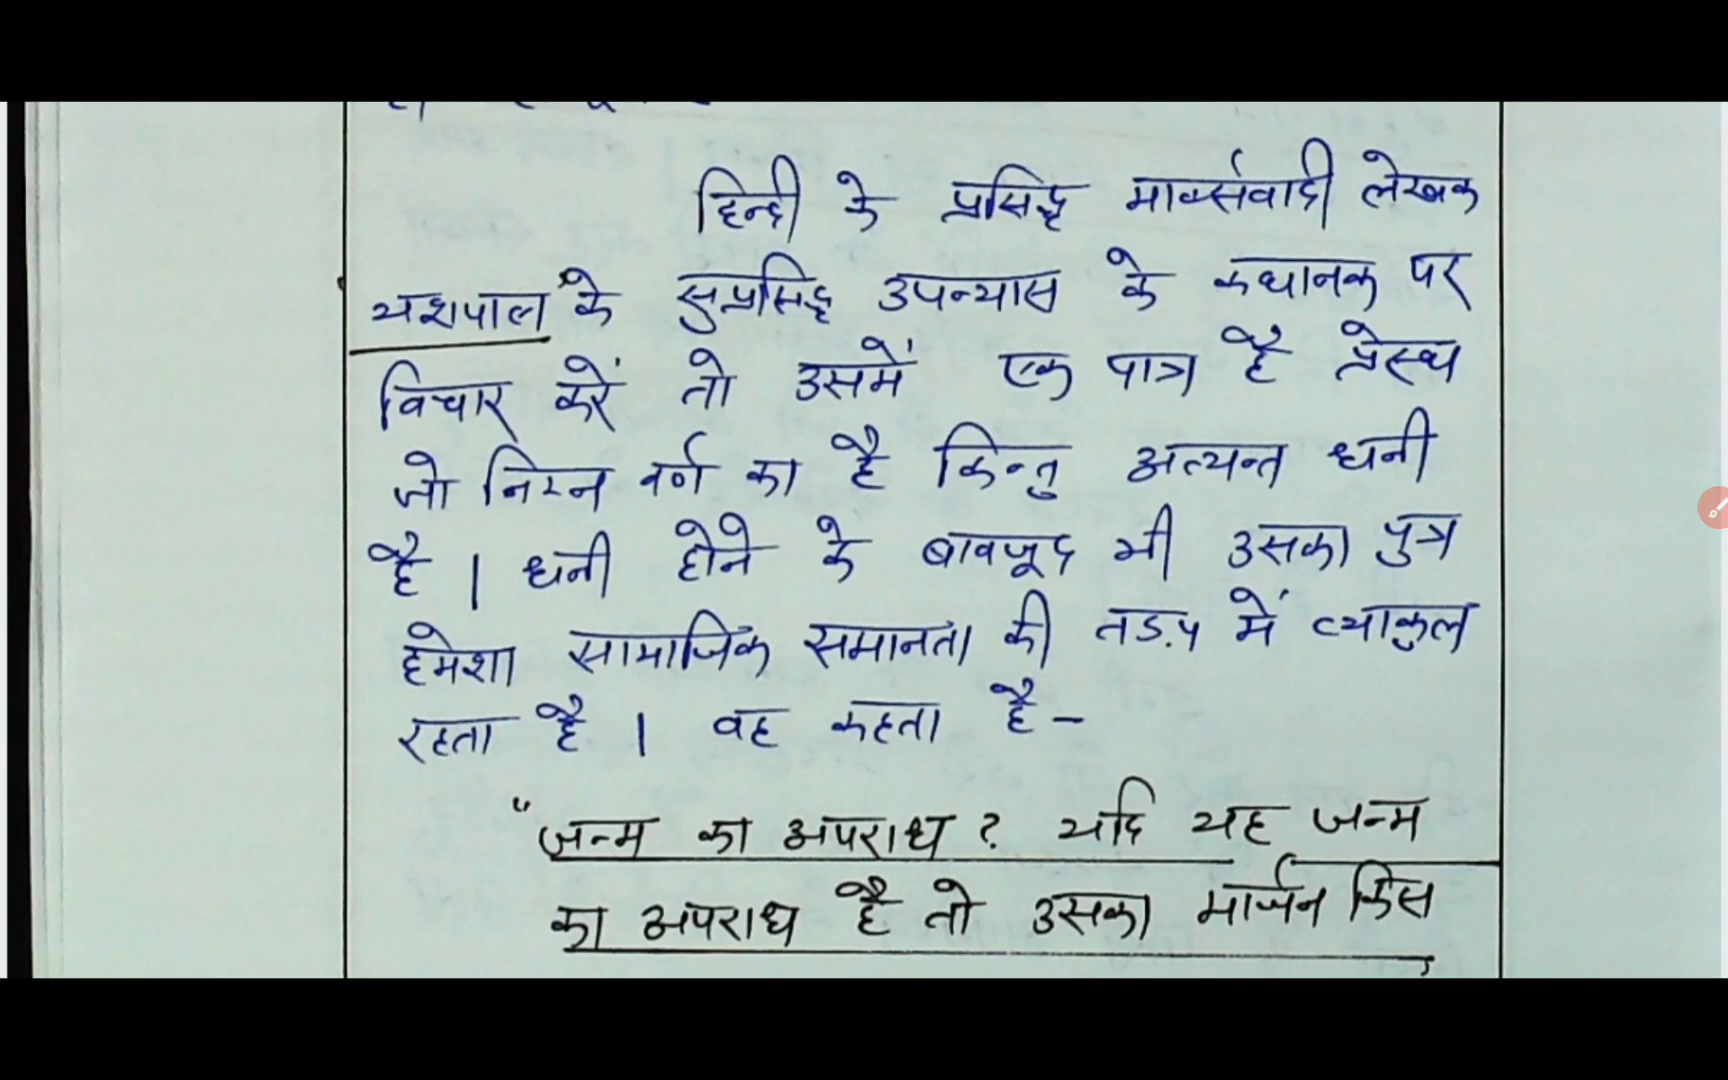 हिन्दी के प्रसिद्ध मार्क्सवादी लेखक
यशपाल के सुप्रसिद्ध उपन्यास के कथानक पर
विचार करें तो उसमें एक पात्र है प्रेस्थ
जो निम्न वर्ण का है किन्तु अत्यन्त धनी
है । धनी होने के बावजूद भी उसका पुत्र
हमेशा सामाजिक समानता की तड़प में व्याकुल
रहता है । वह कहता है –
"जन्म का अपराध ? यदि यह जन्म
का अपराध है तो उसका मार्जन किस